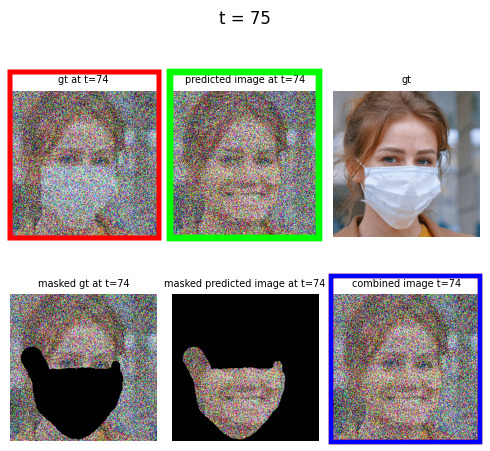 t = 75
gt at t=74
predicted image at t=74
gt
masked gt at t=74
masked predicted image at t=74
combined image t=74